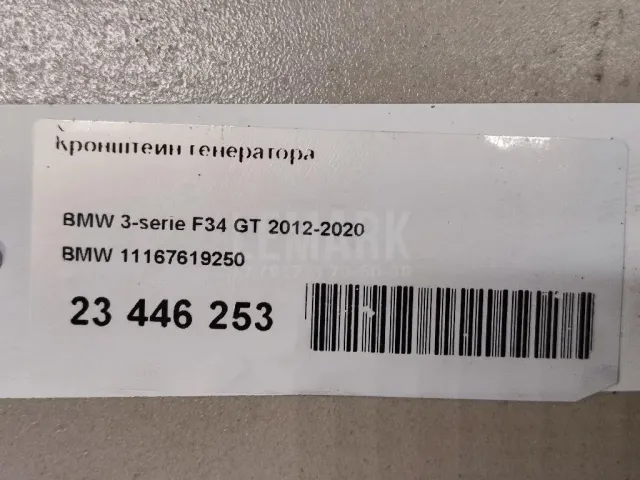 Кронштейн генератора
BMW 3-serie F34 GT 2012-2020
BMW 11167619250
23 446 253